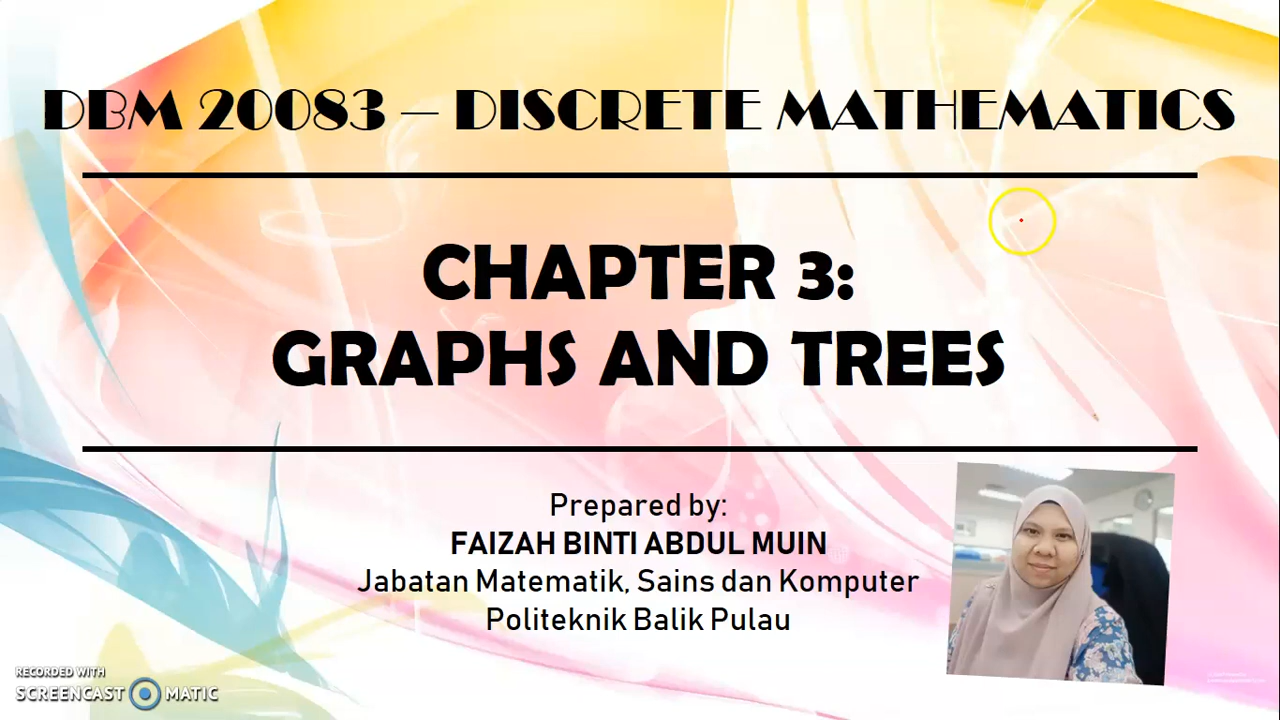 DBM 20083 – DISCRETE MATHEMATICS
CHAPTER 3:
GRAPHS AND TREES
Prepared by:
FAIZAH BINTI ABDUL MUIN
Jabatan Matematik, Sains dan Komputer
Politeknik Balik Pulau
RECORDED WITH
SCREENCAST MATIC